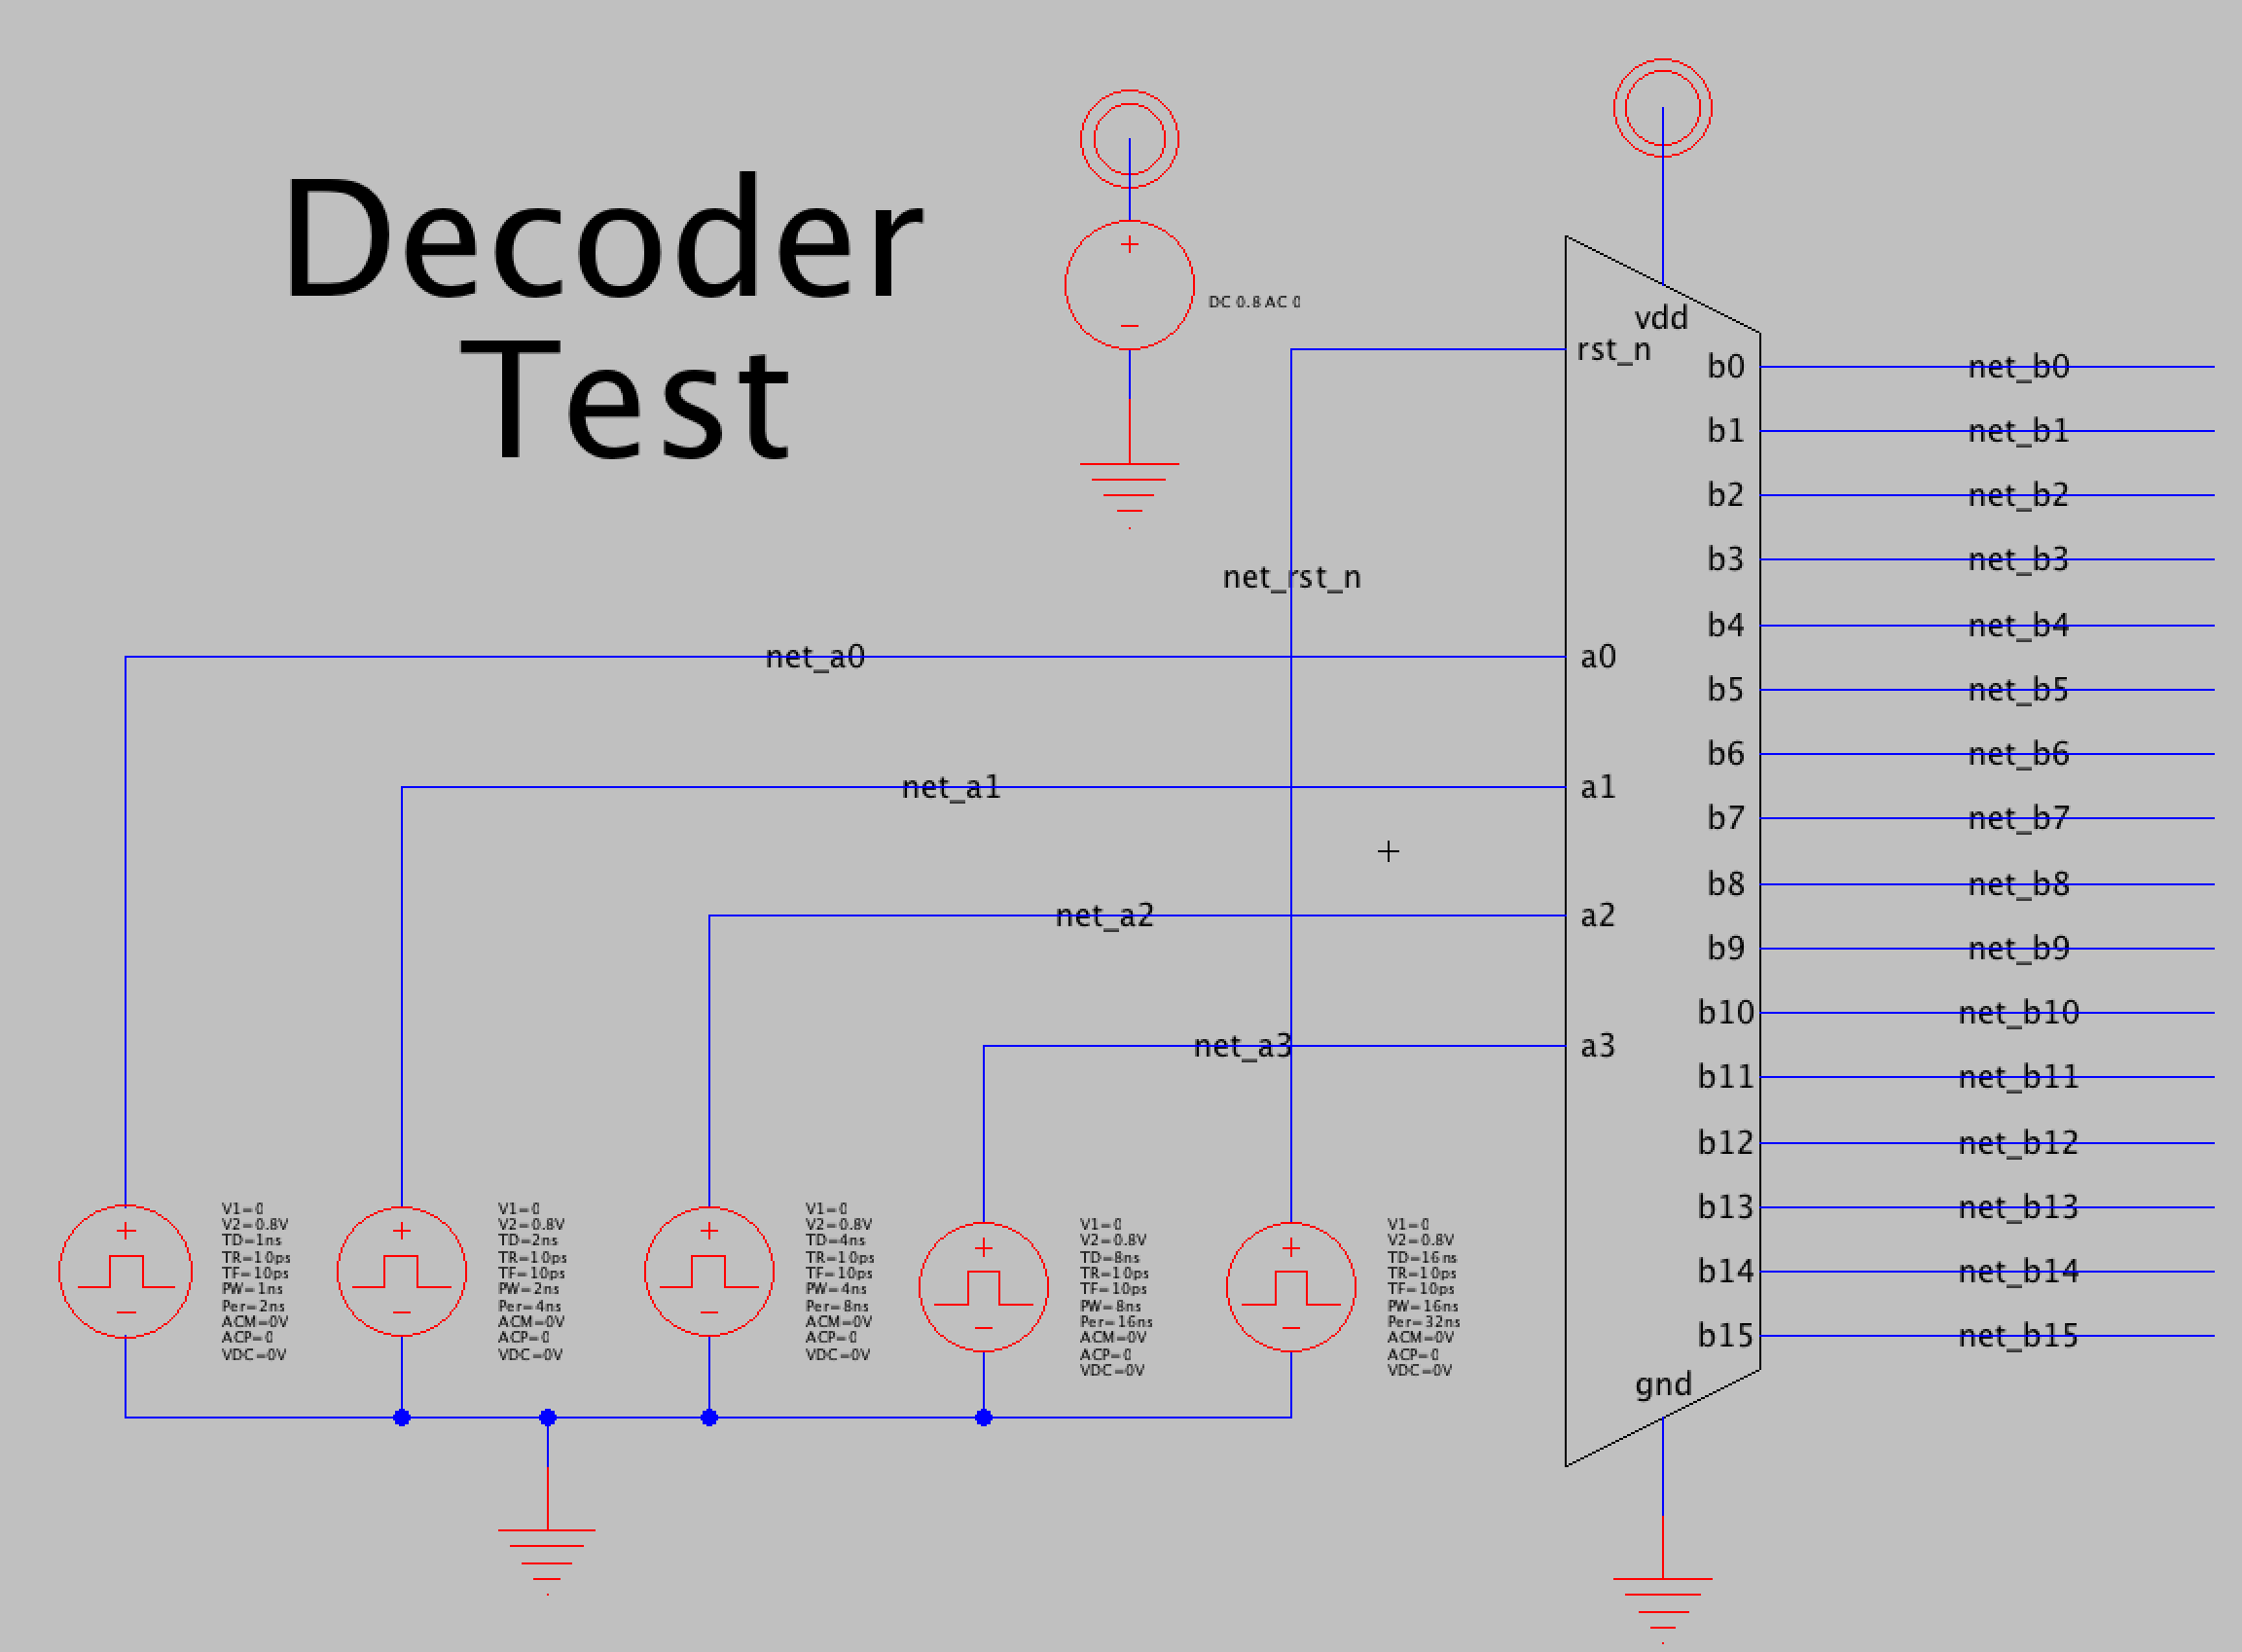 Decoder
Test
DC 0.8 AC 0
vdd
rst_n
b0
net_b0
b1
net_b1
b2
net_b2
b3
net_b3
net_rst_n
b4
net_b4
net_a0
a0
b5
net_b5
b6
net_b6
net_a1
a1
b7
net_b7
b8
net_b8
net_a2
a2
b9
net_b9
b10
net_b10
net_a3
a3
b11
net_b11
b12
net_b12
b13
net_b13
b14
net_b14
b15
net_b15
gnd
V1=0
V2=0.8V
TD=1ns
TR=10ps
TF=10ps
PW=1ns
Per=2ns
ACM=0V
ACP=0
VDC=0V
V1=0
V2=0.8V
TD=2ns
TR=10ps
TF=10ps
PW=2ns
Per=4ns
ACM=0V
ACP=0
VDC=0V
V1=0
V2=0.8V
TD=4ns
TR=10ps
TF=10ps
PW=4ns
Per=8ns
ACM=0V
ACP=0
VDC=0V
V1=0
V2=0.8V
TD=8ns
TR=10ps
TF=10ps
PW=8ns
Per=16ns
ACM=0V
ACP=0
VDC=0V
V1=0
V2=0.8V
TD=16ns
TR=10ps
TF=10ps
PW=16ns
Per=32ns
ACM=0V
ACP=0
VDC=0V